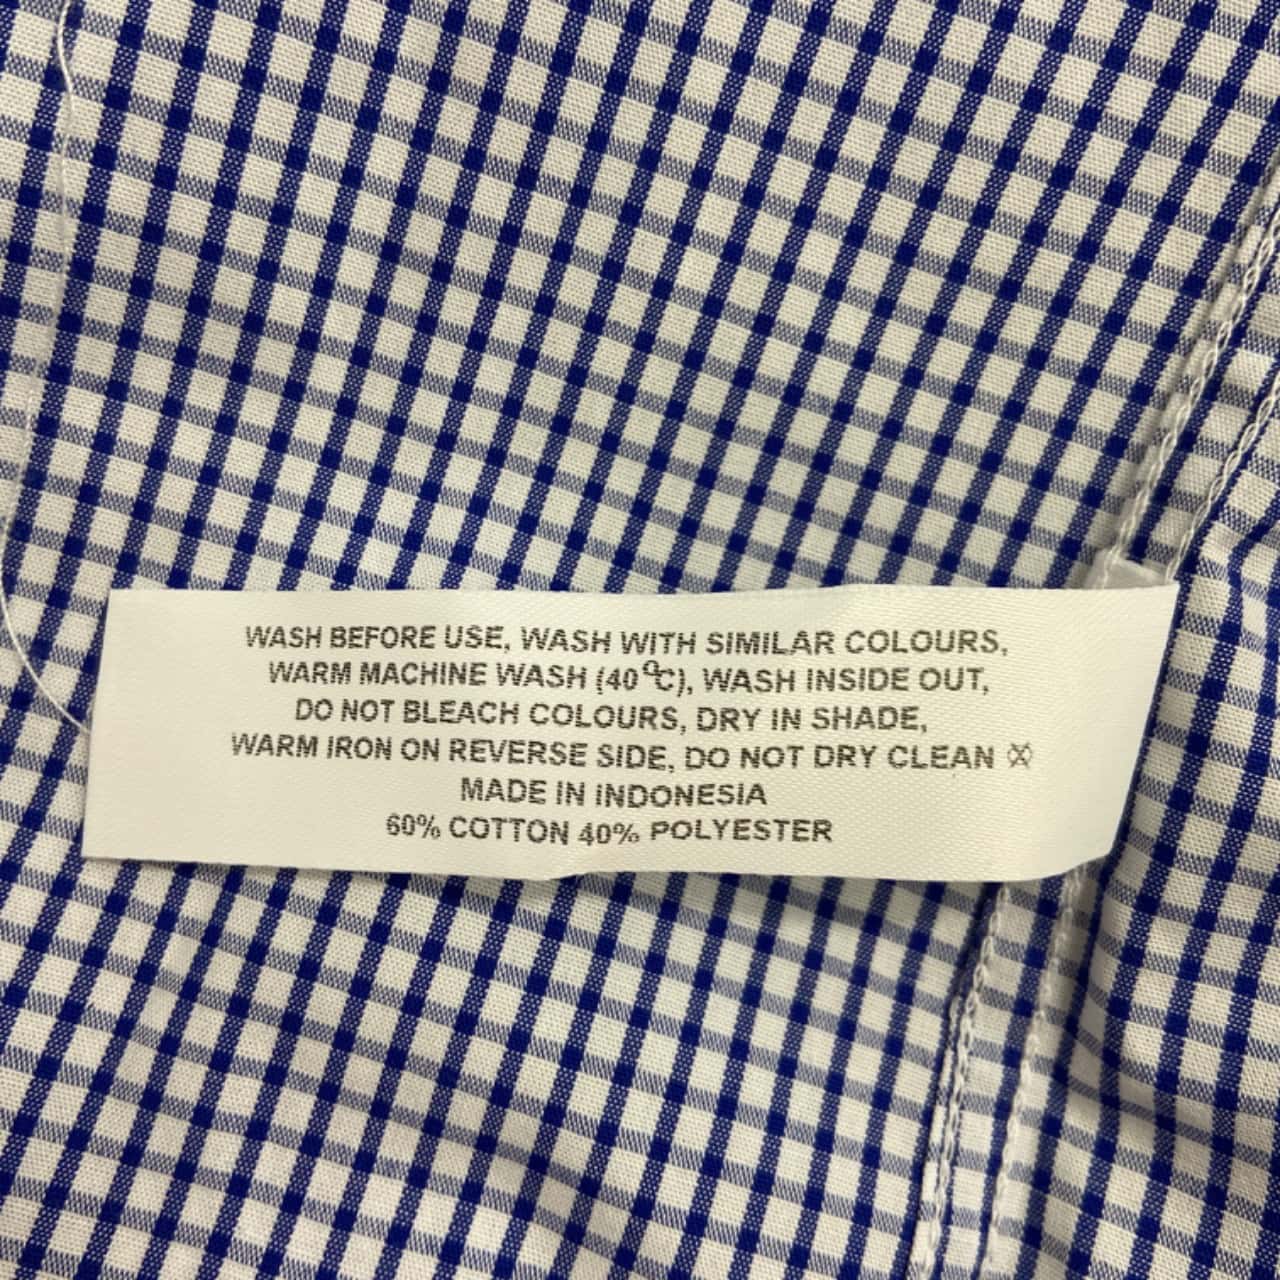 WASH BEFORE USE, WASH WITH SIMILAR COLOURS,
WARM MACHINE WASH (40°C), WASH INSIDE OUT,
DO NOT BLEACH COLOURS, DRY IN SHADE,
WARM IRON ON REVERSE SIDE, DO NOT DRY CLEAN
MADE IN INDONESIA
60% COTTON 40% POLYESTER